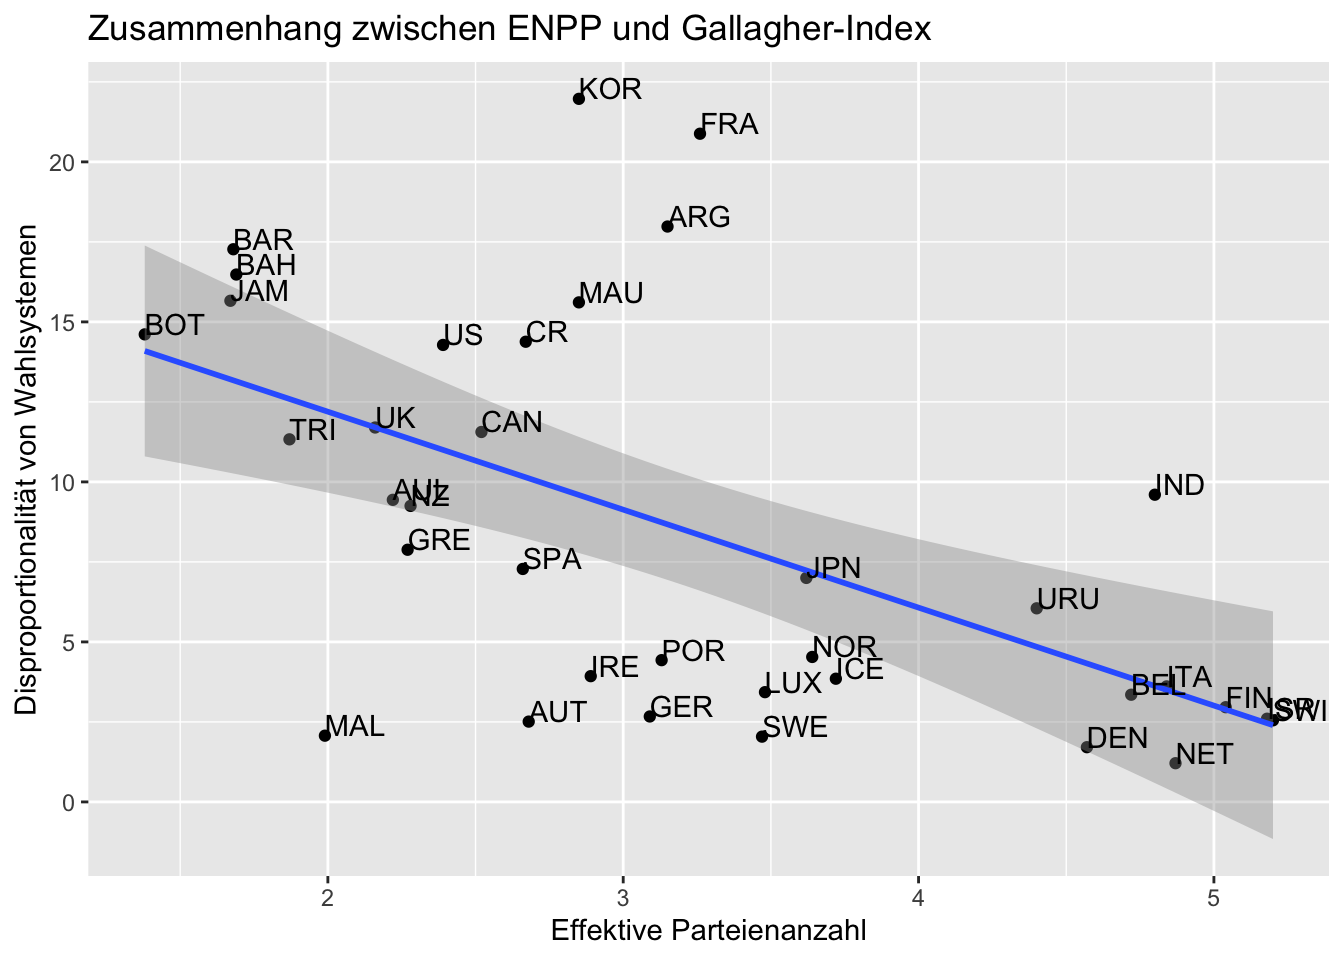 Zusammenhang zwischen ENPP und Gallagher-Index
Disproportionalität von Wahlsystemen
20
15
10
5
0
KOR
FRA
ARG
BAR
BAH
JAM
MAU
BOT
US
CR
TRI
UK
CAN
AUL
NZ
IND
GRE
SPA
JPN
URU
IRE
POR
NOR
ICE
LUX
BEL
ITA
AUT
GER
FIN
ISR
SWI
MAL
SWE
DEN
NET
2
3
4
5
Effektive Parteienanzahl